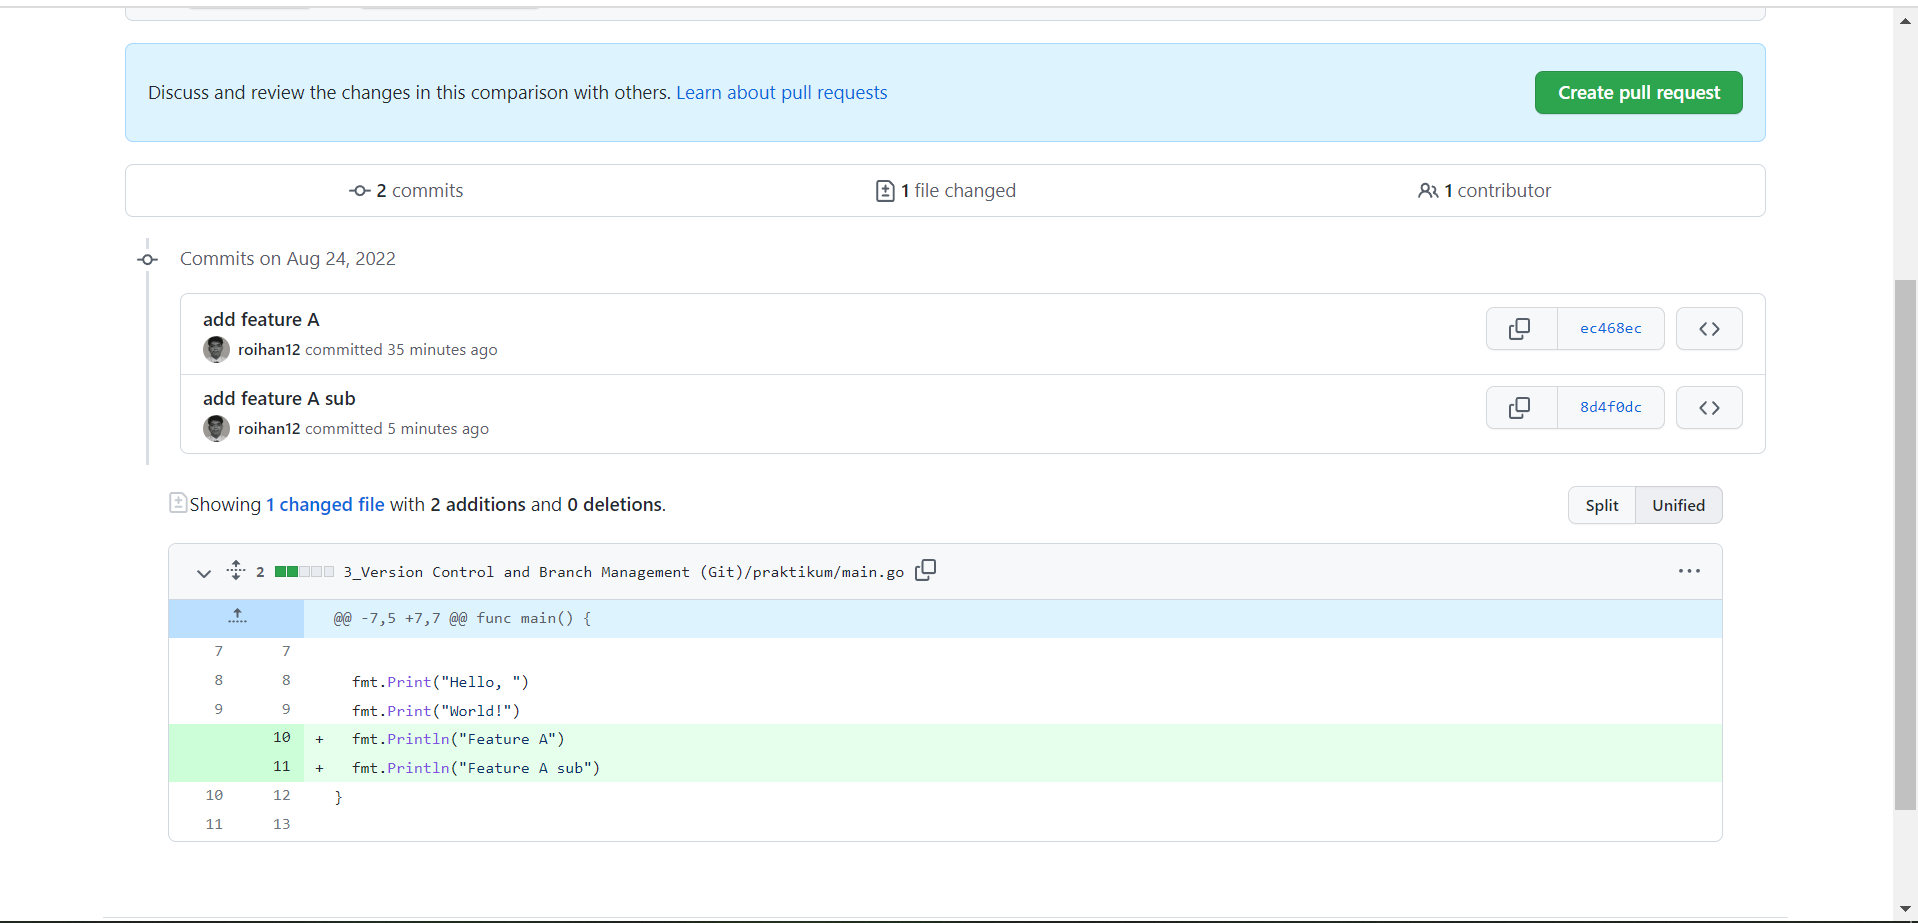 Discuss and review the changes in this comparison with others. Learn about pull requests Create pull request
2 commits 1 file changed 1 contributor
Commits on Aug 24, 2022
add feature A
roihan12 committed 35 minutes ago
ec468ec
add feature A sub
roihan12 committed 5 minutes ago
8d4f0dc
Showing 1 changed file with 2 additions and 0 deletions. Split Unified
2 3_Version Control and Branch Management (Git)/praktikum/main.go
@@ -7,5 +7,7 @@ func main() {
7 7
8 8 fmt.Print("Hello, ")
9 9 fmt.Print("World!")
10 + fmt.Println("Feature A")
11 + fmt.Println("Feature A sub")
10 12 }
11 13